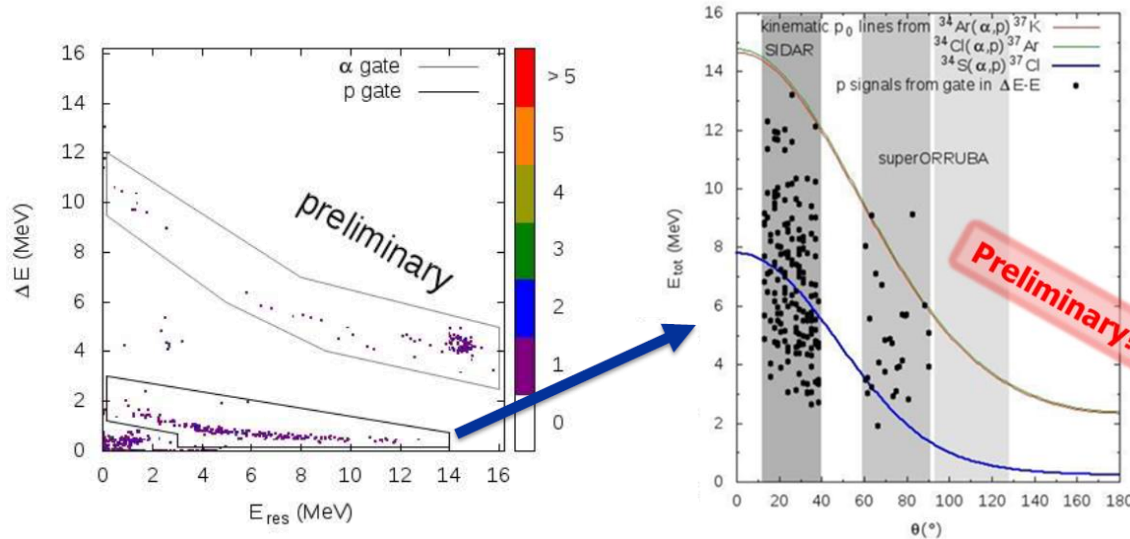 16
14
12
10
8
6
4
2
0
ΔE (MeV)
α gate
p gate
preliminary
0 2 4 6 8 10 12 14 16
E_res (MeV)
> 5
5
4
3
2
1
0
16
14
12
10
8
6
4
2
0
E_tot (MeV)
kinematic p₀ lines from ³⁴Ar(α,p)³⁷K
SIDAR
³⁴Cl(α,p)³⁷Ar
³⁴S(α,p)³⁷Cl
p signals from gate in ΔE-E
superORRUBA
Preliminary!
0 20 40 60 80 100 120 140 160 180
θ(°)